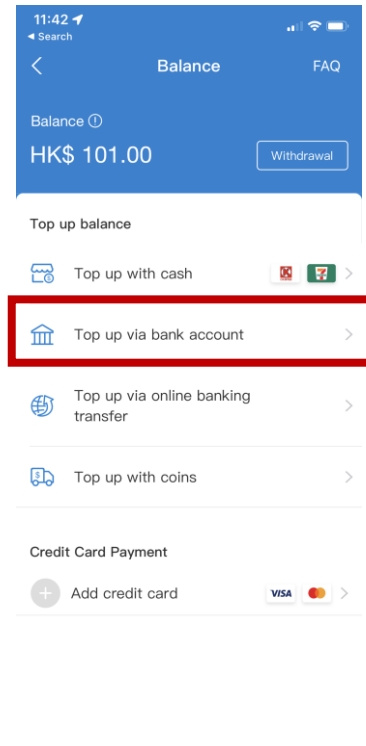 11:42
◄ Search
Balance
FAQ
Balance
HK$ 101.00
Withdrawal
Top up balance
Top up with cash
K
7
Top up via bank account
Top up via online banking
transfer
Top up with coins
Credit Card Payment
Add credit card
VISA